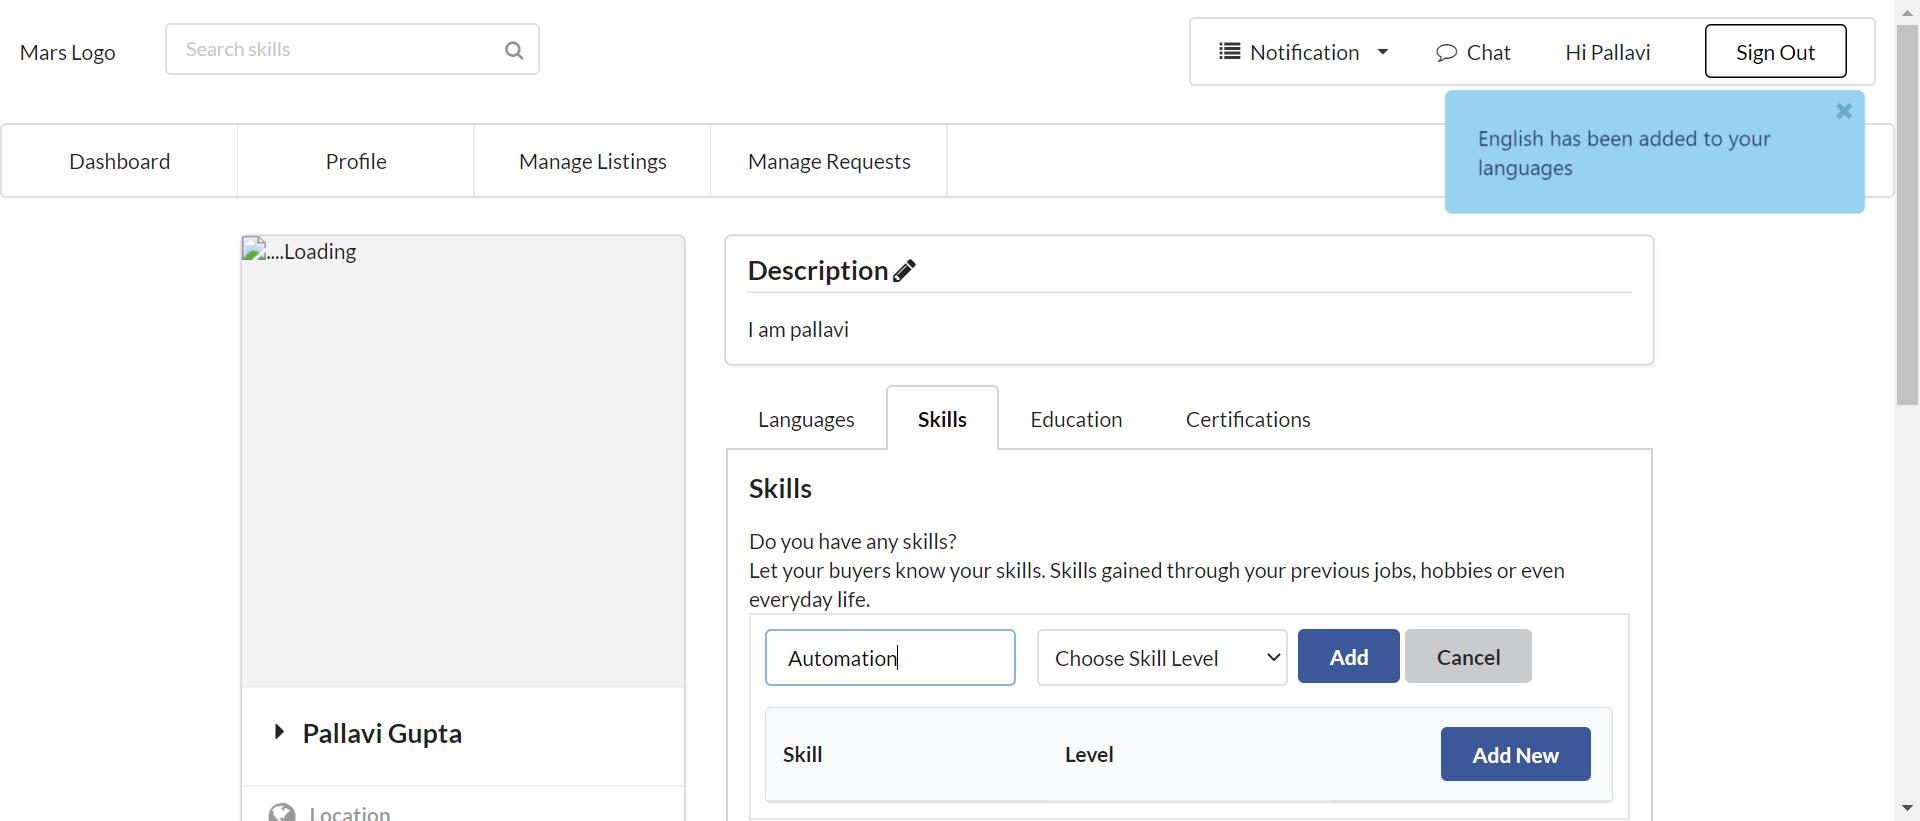 Mars Logo
Search skills
Notification
Chat
Hi Pallavi
Sign Out
English has been added to your
languages
Dashboard
Profile
Manage Listings
Manage Requests
....Loading
Description
I am pallavi
Languages
Skills
Education
Certifications
Skills
Do you have any skills?
Let your buyers know your skills. Skills gained through your previous jobs, hobbies or even
everyday life.
Automation
Choose Skill Level
Add
Cancel
Skill
Level
Add New
Pallavi Gupta
Location